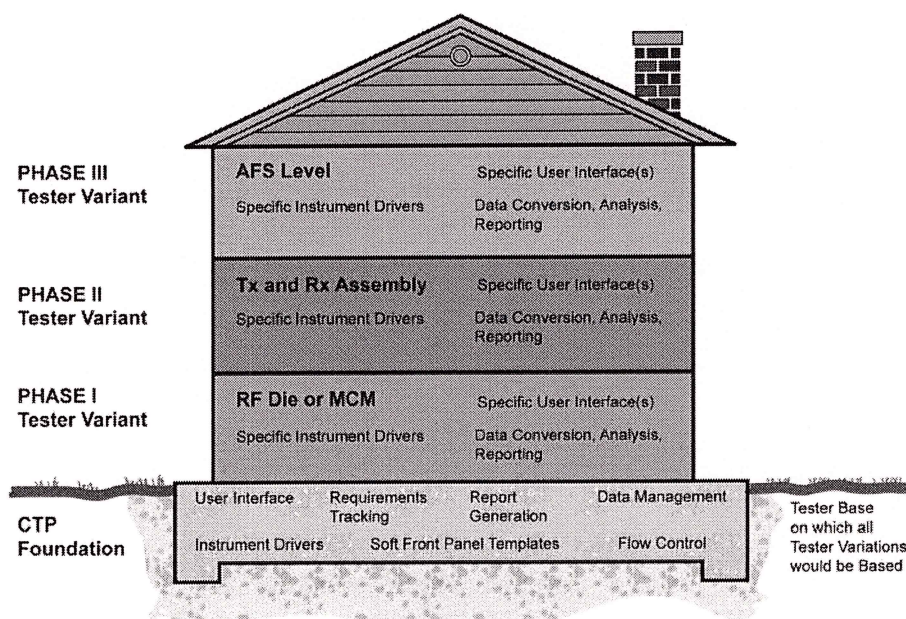 PHASE III
Tester Variant
AFS Level
Specific User Interface(s)
Specific Instrument Drivers
Data Conversion, Analysis,
Reporting
PHASE II
Tester Variant
Tx and Rx Assembly
Specific User Interface(s)
Specific Instrument Drivers
Data Conversion, Analysis,
Reporting
PHASE I
Tester Variant
RF Die or MCM
Specific User Interface(s)
Specific Instrument Drivers
Data Conversion, Analysis,
Reporting
CTP
Foundation
User Interface
Requirements
Tracking
Report
Generation
Data Management
Instrument Drivers
Soft Front Panel Templates
Flow Control
Tester Base
on which all
Tester Variations
would be Based